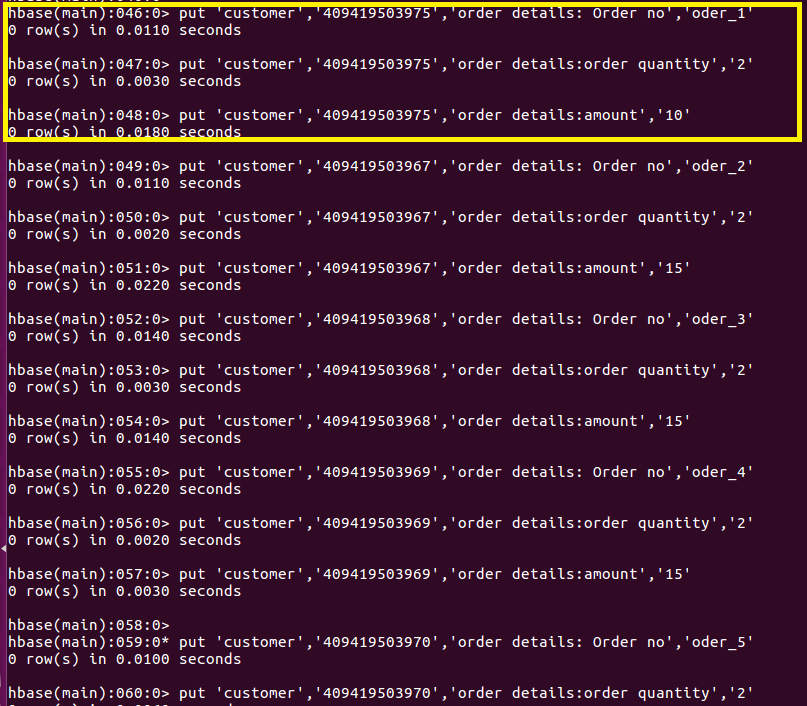 hbase(main):046:0> put 'customer','409419503975','order details: Order no','oder_1'
0 row(s) in 0.0110 seconds
hbase(main):047:0> put 'customer','409419503975','order details:order quantity','2'
0 row(s) in 0.0030 seconds
hbase(main):048:0> put 'customer','409419503975','order details:amount','10'
0 row(s) in 0.0180 seconds
hbase(main):049:0> put 'customer','409419503967','order details: Order no','oder_2'
0 row(s) in 0.0110 seconds
hbase(main):050:0> put 'customer','409419503967','order details:order quantity','2'
0 row(s) in 0.0020 seconds
hbase(main):051:0> put 'customer','409419503967','order details:amount','15'
0 row(s) in 0.0220 seconds
hbase(main):052:0> put 'customer','409419503968','order details: Order no','oder_3'
0 row(s) in 0.0140 seconds
hbase(main):053:0> put 'customer','409419503968','order details:order quantity','2'
0 row(s) in 0.0030 seconds
hbase(main):054:0> put 'customer','409419503968','order details:amount','15'
0 row(s) in 0.0140 seconds
hbase(main):055:0> put 'customer','409419503969','order details: Order no','oder_4'
0 row(s) in 0.0220 seconds
hbase(main):056:0> put 'customer','409419503969','order details:order quantity','2'
0 row(s) in 0.0020 seconds
hbase(main):057:0> put 'customer','409419503969','order details:amount','15'
0 row(s) in 0.0030 seconds
hbase(main):058:0>
hbase(main):059:0* put 'customer','409419503970','order details: Order no','oder_5'
0 row(s) in 0.0100 seconds
hbase(main):060:0> put 'customer','409419503970','order details:order quantity','2'